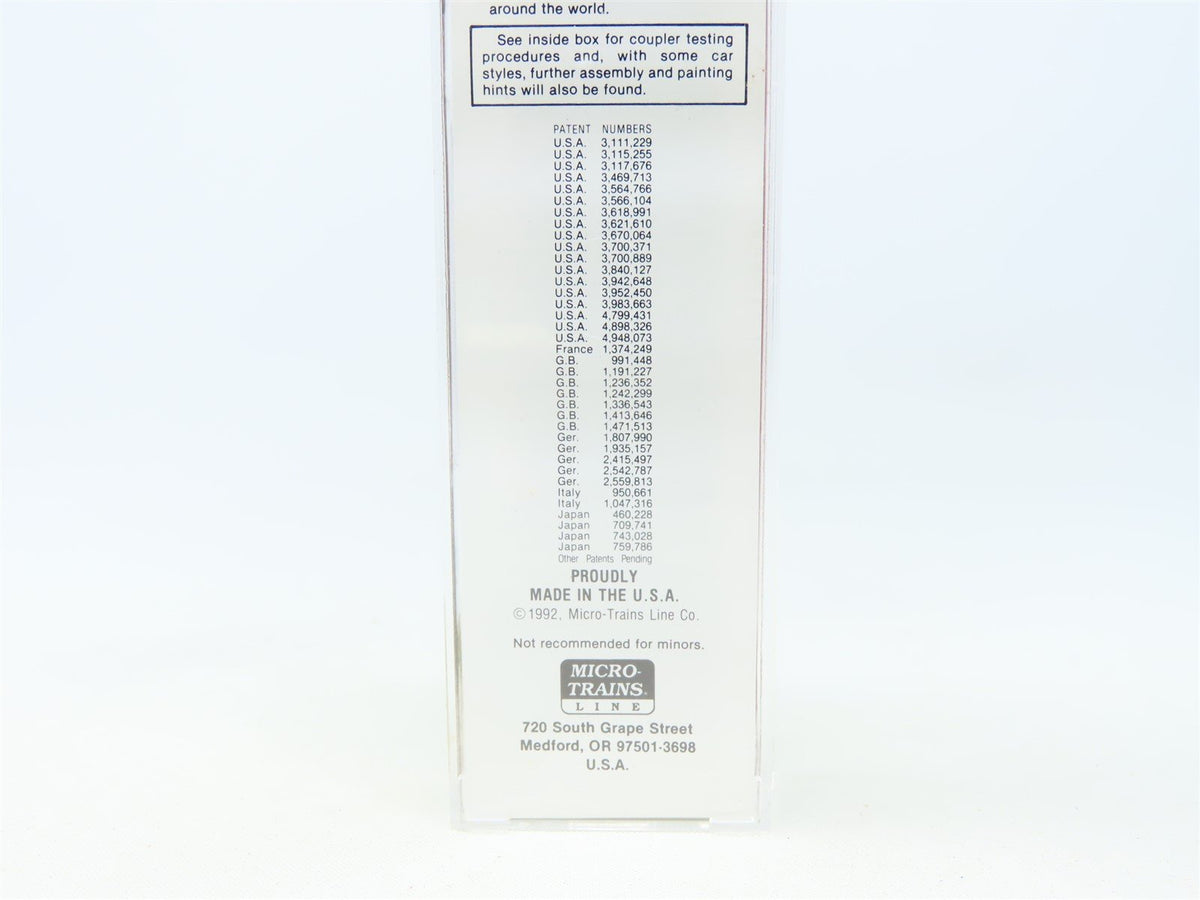 around the world.
See inside box for coupler testing
procedures and, with some car
styles, further assembly and painting
hints will also be found.
PATENT NUMBERS
U.S.A. 3,111,229
U.S.A. 3,115,255
U.S.A. 3,117,676
U.S.A. 3,469,713
U.S.A. 3,564,766
U.S.A. 3,566,104
U.S.A. 3,618,991
U.S.A. 3,621,610
U.S.A. 3,670,064
U.S.A. 3,700,371
U.S.A. 3,700,889
U.S.A. 3,840,127
U.S.A. 3,942,648
U.S.A. 3,952,450
U.S.A. 3,983,663
U.S.A. 4,799,431
U.S.A. 4,898,326
U.S.A. 4,948,073
France 1,374,249
G.B. 991,448
G.B. 1,191,227
G.B. 1,236,352
G.B. 1,242,299
G.B. 1,336,543
G.B. 1,413,646
G.B. 1,471,513
Ger. 1,807,990
Ger. 1,935,157
Ger. 2,415,497
Ger. 2,542,787
Ger. 2,559,813
Italy 950,661
Italy 1,047,316
Japan 460,228
Japan 709,741
Japan 743,028
Japan 759,786
Other Patents Pending
PROUDLY
MADE IN THE U.S.A.
©1992, Micro-Trains Line Co.
Not recommended for minors.
MICRO-
TRAINS
LINE
720 South Grape Street
Medford, OR 97501-3698
U.S.A.